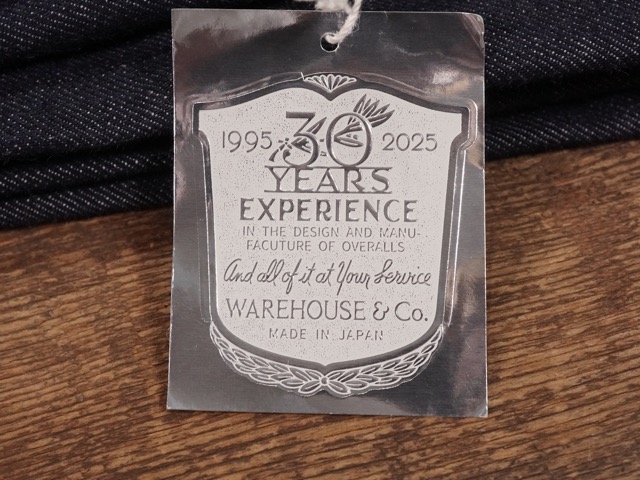 1995 30 2025
YEARS
EXPERIENCE
IN THE DESIGN AND MANU-
FACUTURE OF OVERALLS
And all of it at Your Service
WAREHOUSE & Co.
MADE IN JAPAN